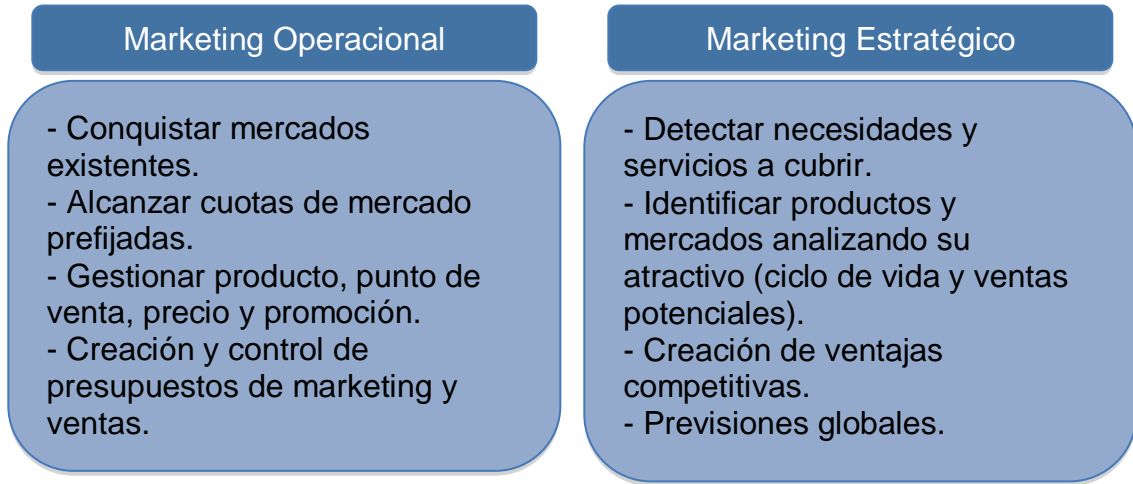 Marketing Operacional
- Conquistar mercados
existentes.
- Alcanzar cuotas de mercado
prefijadas.
- Gestionar producto, punto de
venta, precio y promoción.
- Creación y control de
presupuestos de marketing y
ventas.
Marketing Estratégico
- Detectar necesidades y
servicios a cubrir.
- Identificar productos y
mercados analizando su
atractivo (ciclo de vida y ventas
potenciales).
- Creación de ventajas
competitivas.
- Previsiones globales.